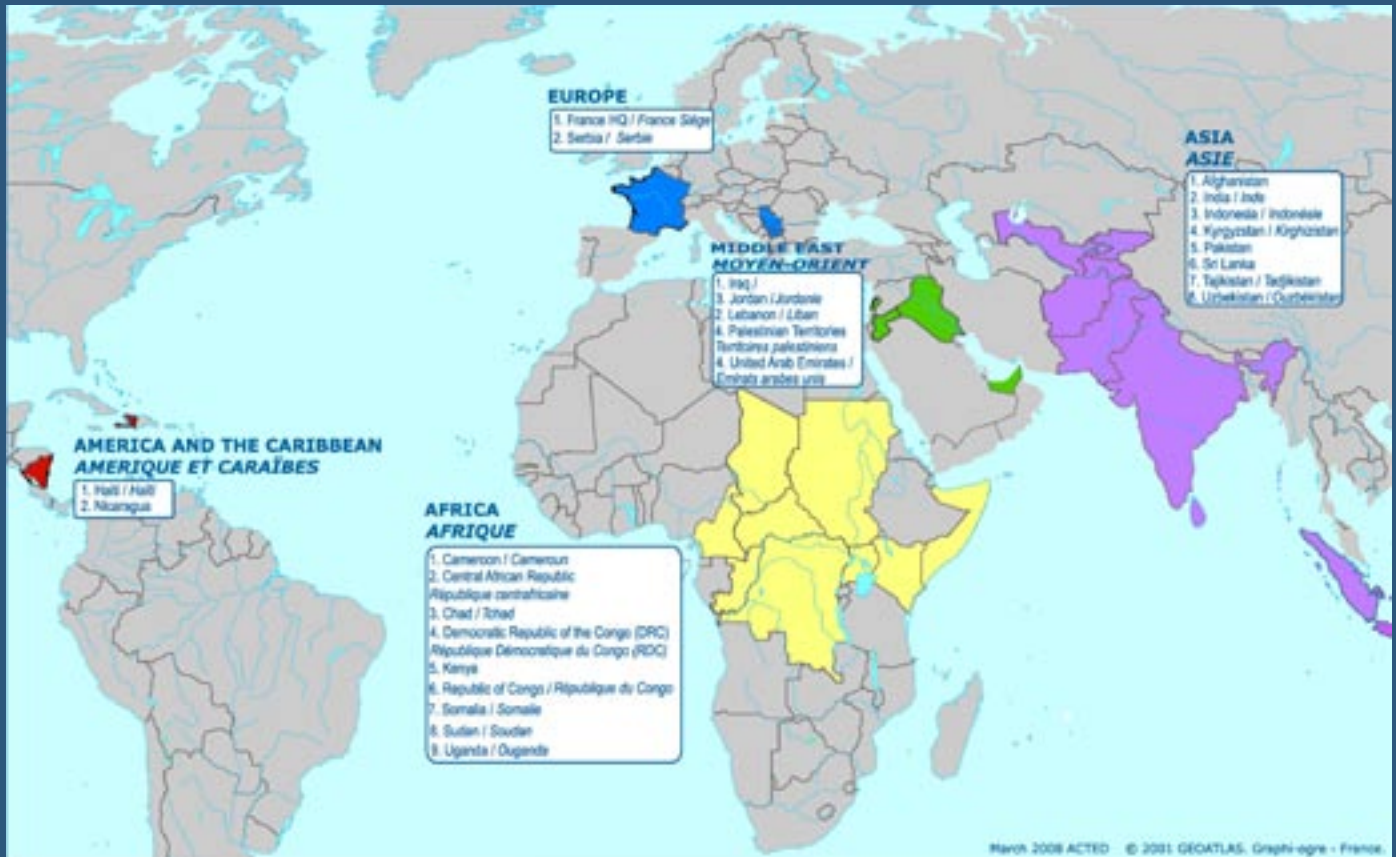 EUROPE
1. France HQ / France Siège
2. Serbia / Serbie
ASIA
ASIE
1. Afghanistan
2. India / Inde
3. Indonesia / Indonésie
4. Kyrgyzstan / Kirghizistan
5. Pakistan
6. Sri Lanka
7. Tajikistan / Tadjikistan
8. Uzbekistan / Ouzbékistan
MIDDLE EAST
MOYEN-ORIENT
1. Iraq /
3. Jordan / Jordanie
2. Lebanon / Liban
4. Palestinian Territories
Territoires palestiniens
4. United Arab Emirates /
Emirats arabes unis
AMERICA AND THE CARIBBEAN
AMERIQUE ET CARAÏBES
1. Haiti / Haïti
2. Nicaragua
AFRICA
AFRIQUE
1. Cameroon / Cameroun
2. Central African Republic
République centrafricaine
3. Chad / Tchad
4. Democratic Republic of the Congo (DRC)
République Démocratique du Congo (RDC)
5. Kenya
6. Republic of Congo / République du Congo
7. Somalia / Somalie
8. Sudan / Soudan
9. Uganda / Ouganda
March 2008 ACTED © 2001 GEOATLAS. Graphi-ogre - France.